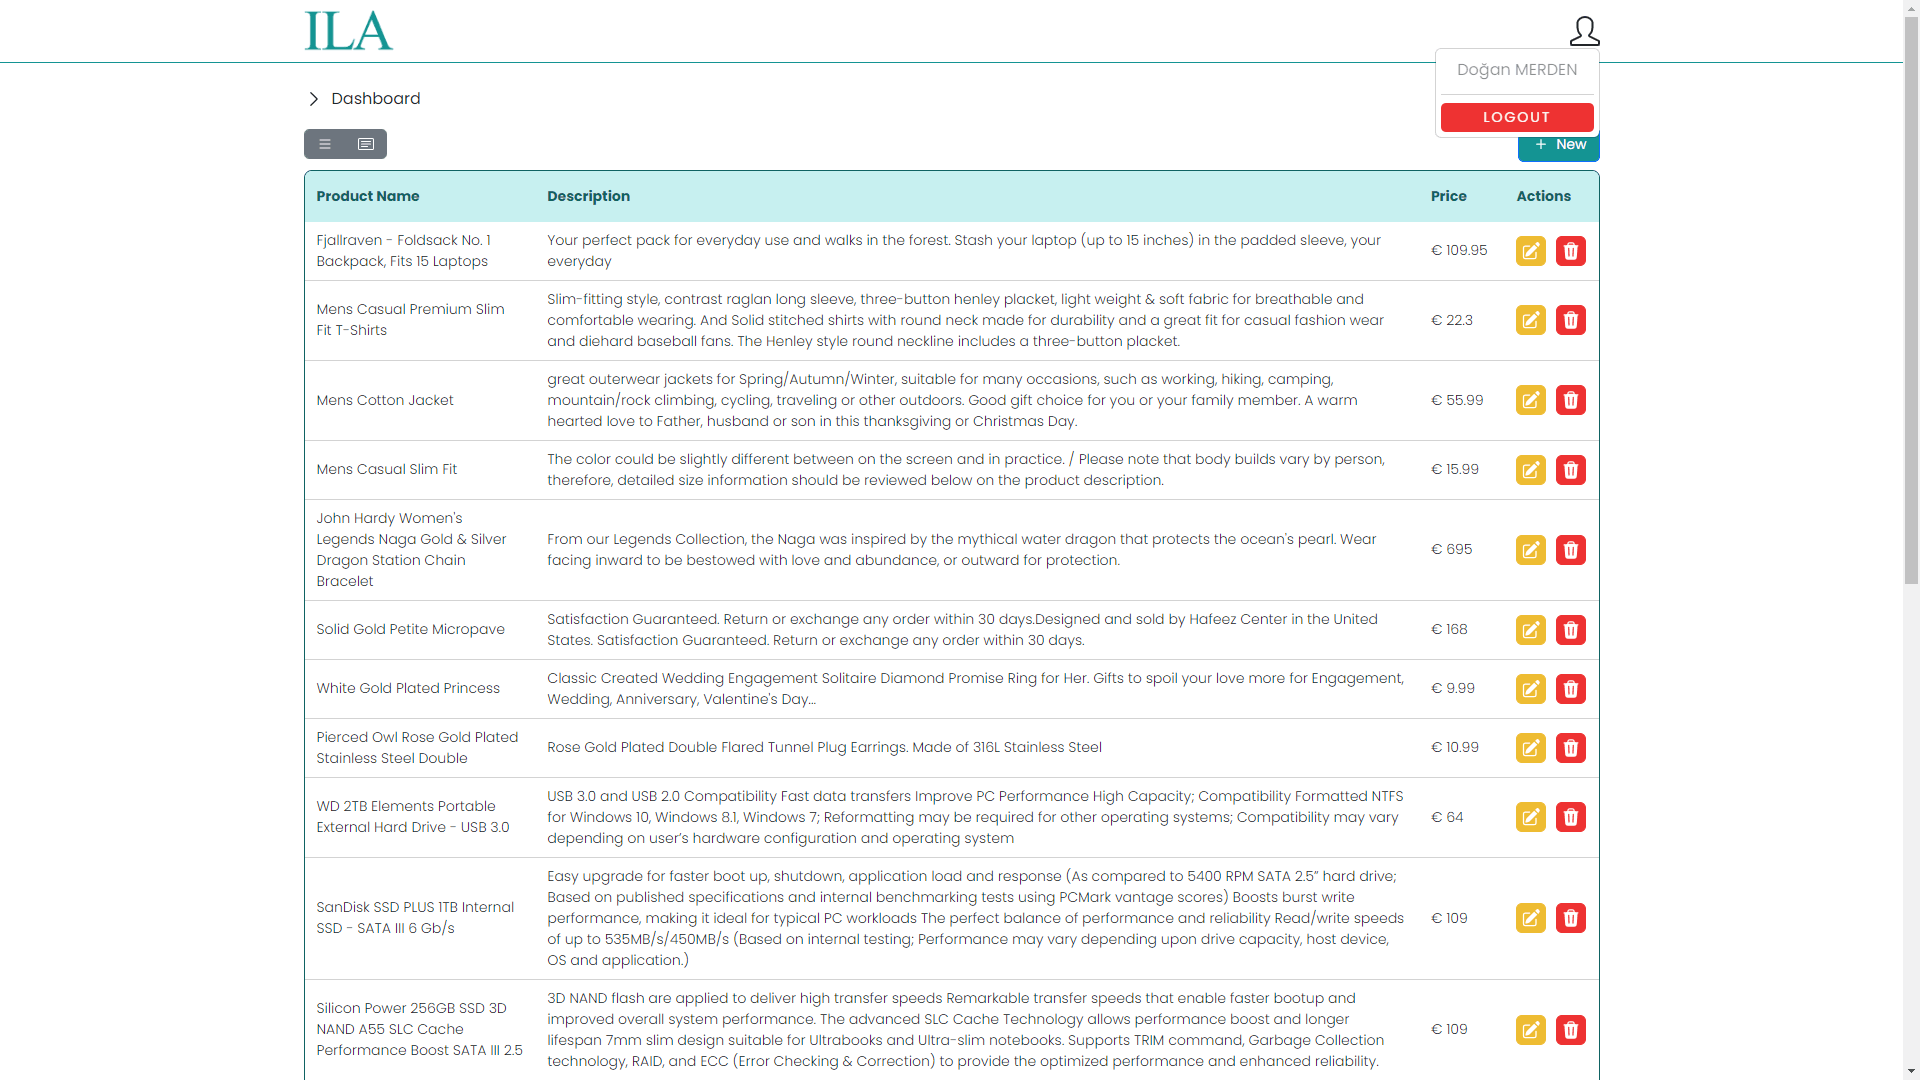 ILA
Doğan MERDEN
LOGOUT
Dashboard
+ New
Product Name Description Price Actions
Fjallraven - Foldsack No. 1
Backpack, Fits 15 Laptops
Your perfect pack for everyday use and walks in the forest. Stash your laptop (up to 15 inches) in the padded sleeve, your
everyday
€ 109.95
Mens Casual Premium Slim
Fit T-Shirts
Slim-fitting style, contrast raglan long sleeve, three-button henley placket, light weight & soft fabric for breathable and
comfortable wearing. And Solid stitched shirts with round neck made for durability and a great fit for casual fashion wear
and diehard baseball fans. The Henley style round neckline includes a three-button placket.
€ 22.3
Mens Cotton Jacket
great outerwear jackets for Spring/Autumn/Winter, suitable for many occasions, such as working, hiking, camping,
mountain/rock climbing, cycling, traveling or other outdoors. Good gift choice for you or your family member. A warm
hearted love to Father, husband or son in this thanksgiving or Christmas Day.
€ 55.99
Mens Casual Slim Fit
The color could be slightly different between on the screen and in practice. / Please note that body builds vary by person,
therefore, detailed size information should be reviewed below on the product description.
€ 15.99
John Hardy Women's
Legends Naga Gold & Silver
Dragon Station Chain
Bracelet
From our Legends Collection, the Naga was inspired by the mythical water dragon that protects the ocean's pearl. Wear
facing inward to be bestowed with love and abundance, or outward for protection.
€ 695
Solid Gold Petite Micropave
Satisfaction Guaranteed. Return or exchange any order within 30 days.Designed and sold by Hafeez Center in the United
States. Satisfaction Guaranteed. Return or exchange any order within 30 days.
€ 168
White Gold Plated Princess
Classic Created Wedding Engagement Solitaire Diamond Promise Ring for Her. Gifts to spoil your love more for Engagement,
Wedding, Anniversary, Valentine's Day...
€ 9.99
Pierced Owl Rose Gold Plated
Stainless Steel Double
Rose Gold Plated Double Flared Tunnel Plug Earrings. Made of 316L Stainless Steel
€ 10.99
WD 2TB Elements Portable
External Hard Drive - USB 3.0
USB 3.0 and USB 2.0 Compatibility Fast data transfers Improve PC Performance High Capacity; Compatibility Formatted NTFS
for Windows 10, Windows 8.1, Windows 7; Reformatting may be required for other operating systems; Compatibility may vary
depending on user’s hardware configuration and operating system
€ 64
SanDisk SSD PLUS 1TB Internal
SSD - SATA III 6 Gb/s
Easy upgrade for faster boot up, shutdown, application load and response (As compared to 5400 RPM SATA 2.5” hard drive;
Based on published specifications and internal benchmarking tests using PCMark vantage scores) Boosts burst write
performance, making it ideal for typical PC workloads The perfect balance of performance and reliability Read/write speeds
of up to 535MB/s/450MB/s (Based on internal testing; Performance may vary depending upon drive capacity, host device,
OS and application.)
€ 109
Silicon Power 256GB SSD 3D
NAND A55 SLC Cache
Performance Boost SATA III 2.5
3D NAND flash are applied to deliver high transfer speeds Remarkable transfer speeds that enable faster bootup and
improved overall system performance. The advanced SLC Cache Technology allows performance boost and longer
lifespan 7mm slim design suitable for Ultrabooks and Ultra-slim notebooks. Supports TRIM command, Garbage Collection
technology, RAID, and ECC (Error Checking & Correction) to provide the optimized performance and enhanced reliability.
€ 109